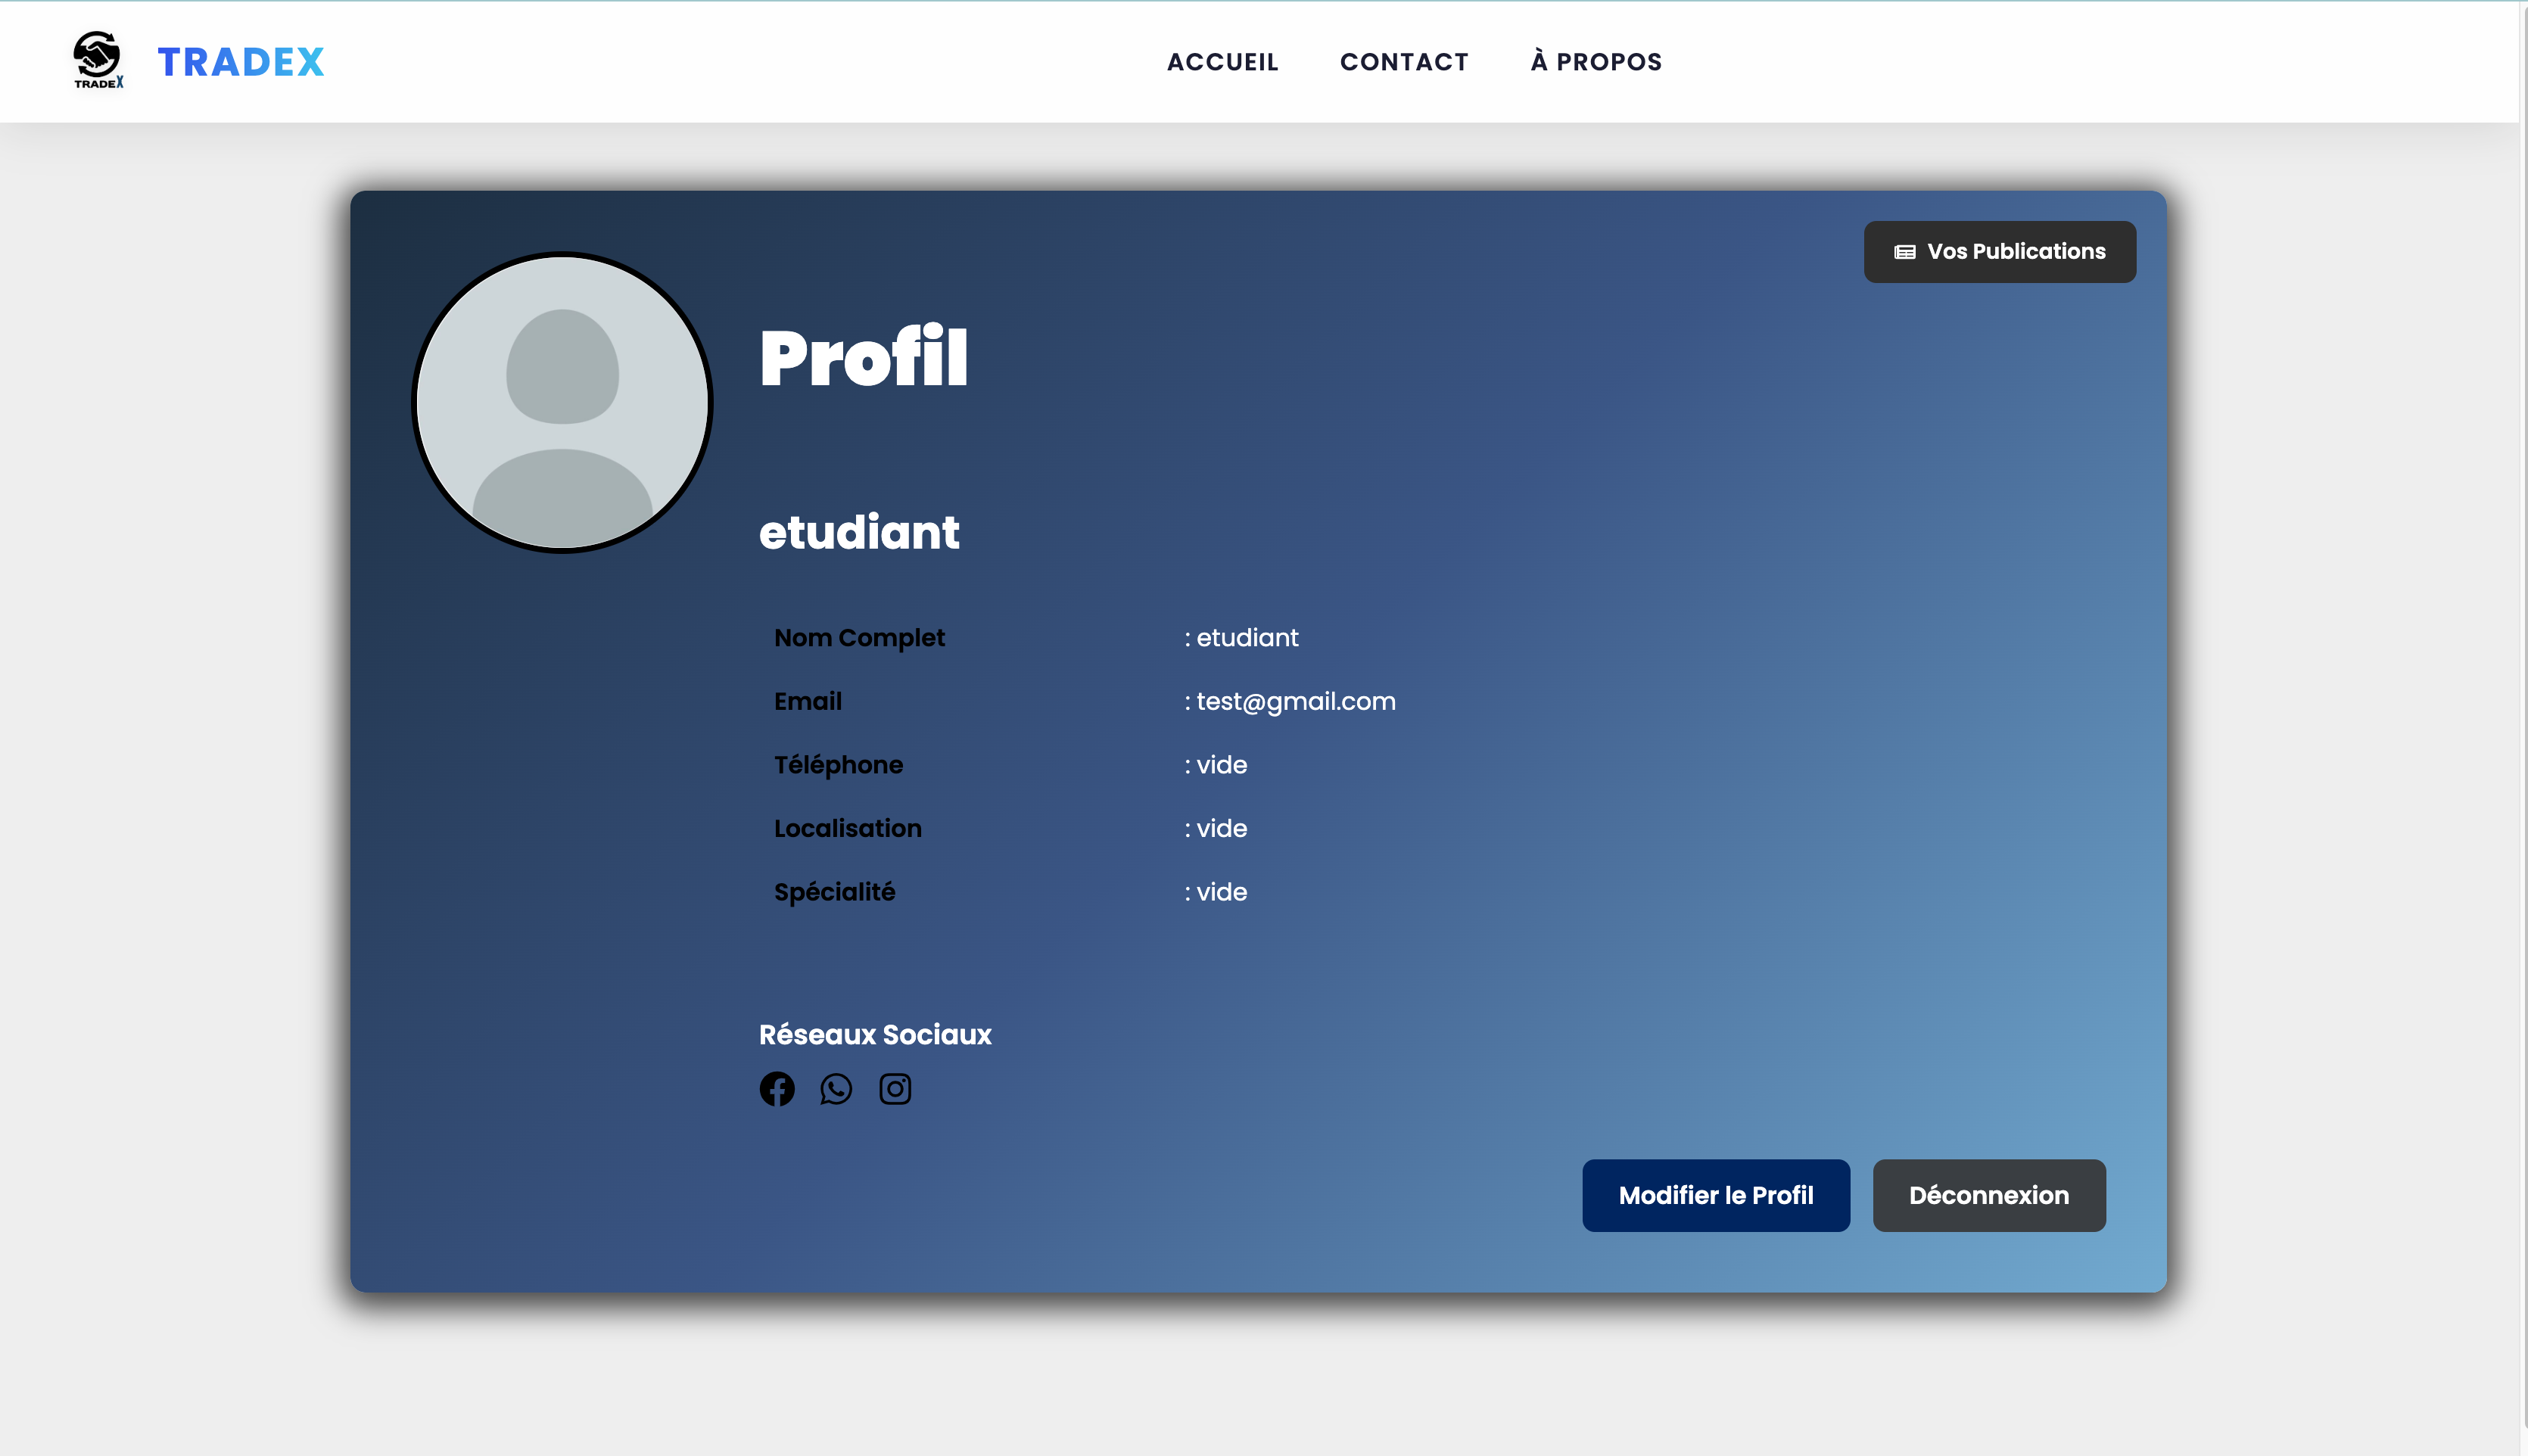 TRADEX
TRADEX
ACCUEIL
CONTACT
À PROPOS
Vos Publications
Profil
etudiant
Nom Complet : etudiant
Email : test@gmail.com
Téléphone : vide
Localisation : vide
Spécialité : vide
Réseaux Sociaux
Modifier le Profil
Déconnexion